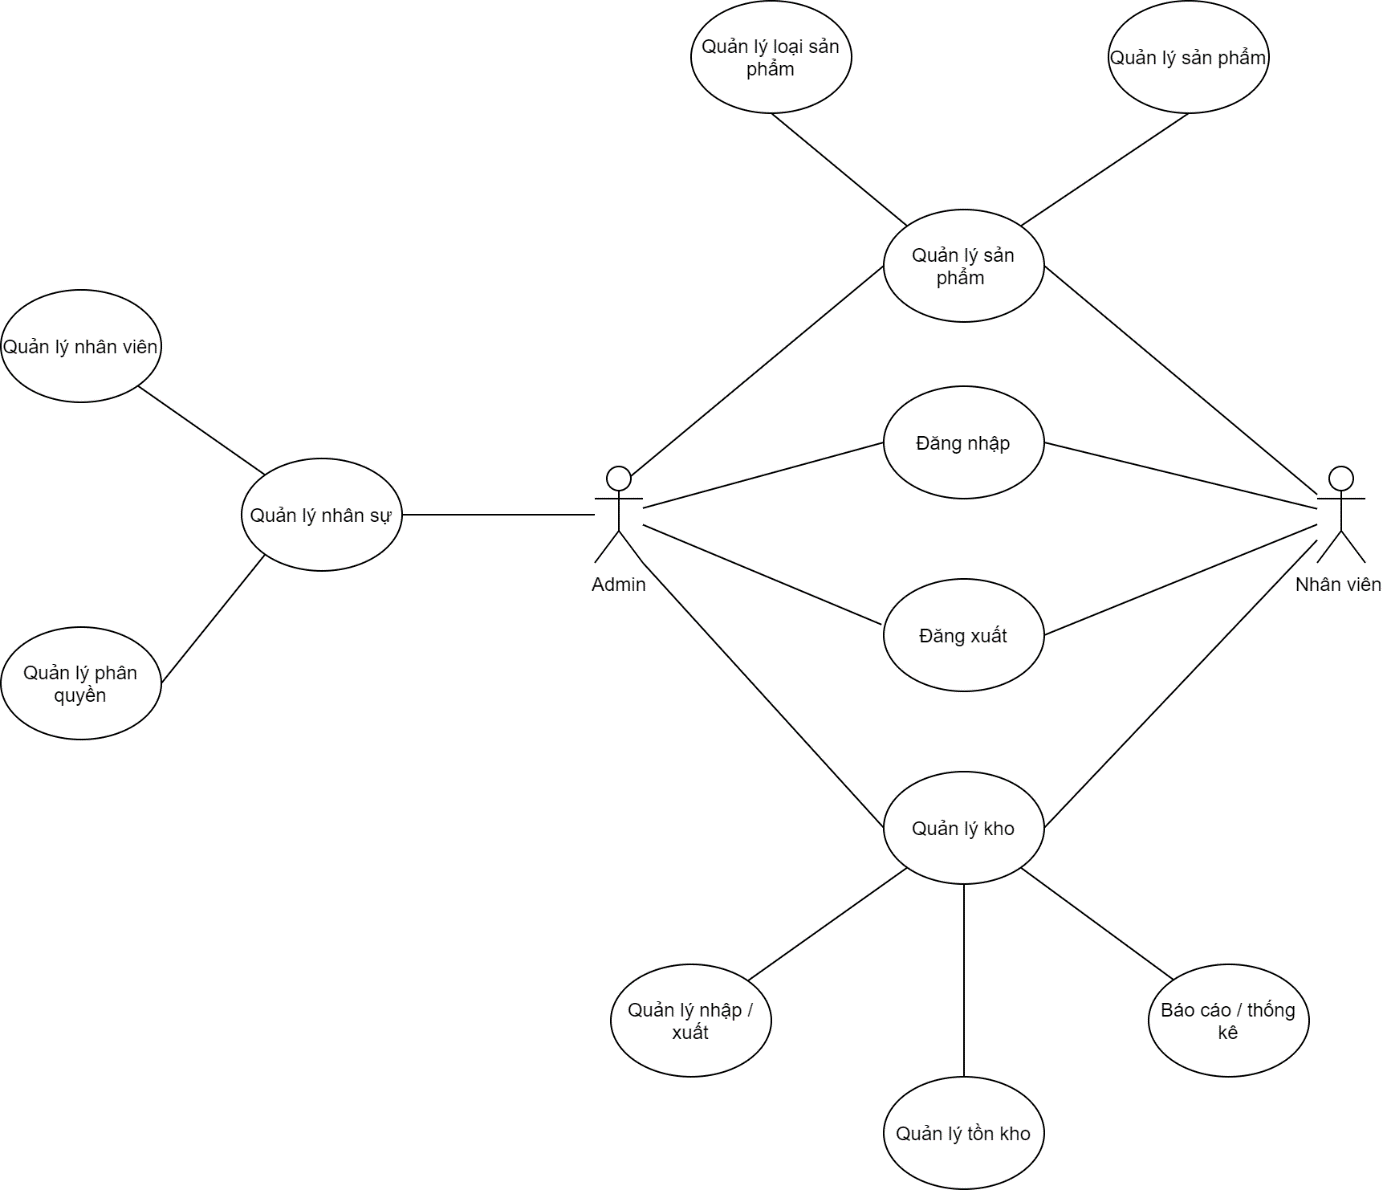 Quản lý loại sản
phẩm
Quản lý sản phẩm
Quản lý sản
phẩm
Quản lý nhân viên
Đăng nhập
Quản lý nhân sự
Admin
Nhân viên
Đăng xuất
Quản lý phân
quyền
Quản lý kho
Quản lý nhập /
xuất
Báo cáo / thống
kê
Quản lý tồn kho